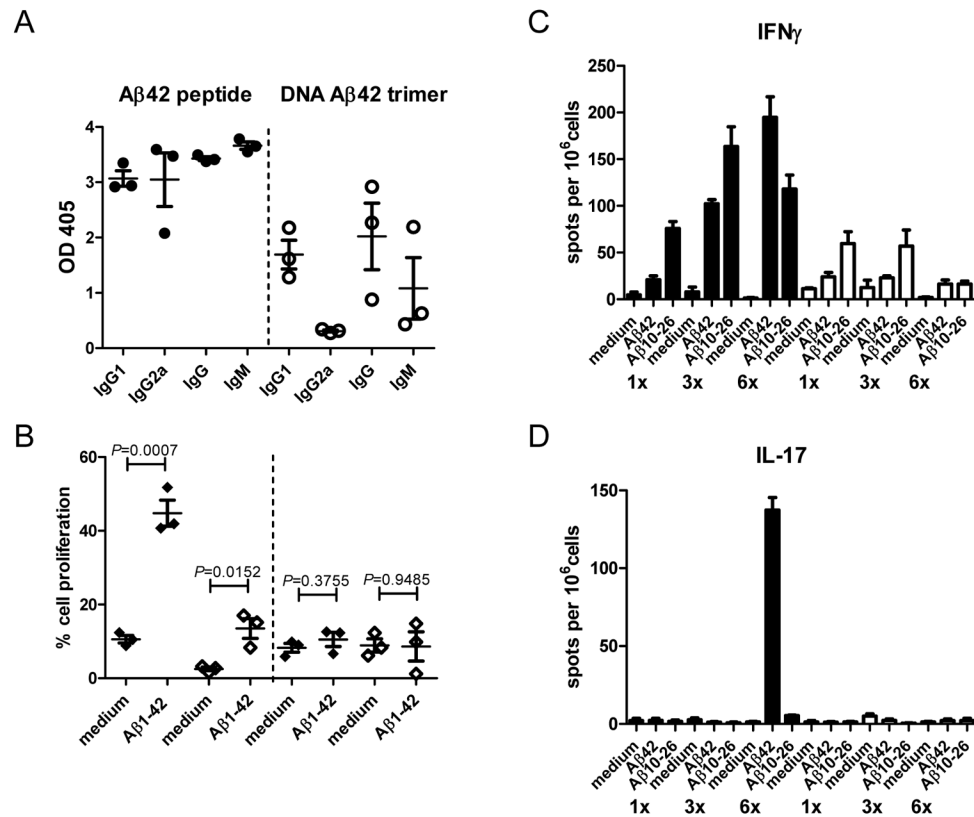 A
Aβ42 peptide
DNA Aβ42 trimer
OD 405
4
3
2
1
0
IgG1
IgG2a
IgG
IgM
IgG1
IgG2a
IgG
IgM
B
% cell proliferation
60
40
20
0
P=0.0007
P=0.0152
P=0.3755
P=0.9485
medium
Aβ1-42
medium
Aβ1-42
medium
Aβ1-42
medium
Aβ1-42
C
IFNγ
spots per 10⁶cells
250
200
150
100
50
0
medium
Aβ42
Aβ10-26
medium
Aβ42
Aβ10-26
medium
Aβ42
Aβ10-26
medium
Aβ42
Aβ10-26
medium
Aβ42
Aβ10-26
medium
Aβ42
Aβ10-26
1x 3x 6x 1x 3x 6x
D
IL-17
spots per 10⁶cells
150
100
50
0
medium
Aβ42
Aβ10-26
medium
Aβ42
Aβ10-26
medium
Aβ42
Aβ10-26
medium
Aβ42
Aβ10-26
medium
Aβ42
Aβ10-26
medium
Aβ42
Aβ10-26
1x 3x 6x 1x 3x 6x